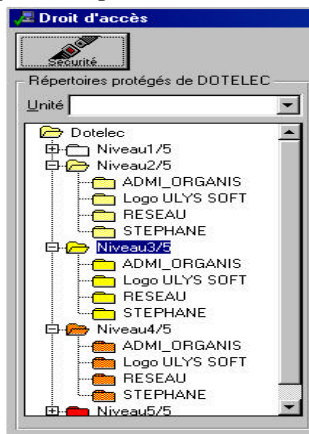 Droit d'accès
Sécurité
Répertoires protégés de DOTELEC
Unité
Dotelec
Niveau1/5
Niveau2/5
ADMI_ORGANIS
Logo ULYS SOFT
RESEAU
STEPHANE
Niveau3/5
ADMI_ORGANIS
Logo ULYS SOFT
RESEAU
STEPHANE
Niveau4/5
ADMI_ORGANIS
Logo ULYS SOFT
RESEAU
STEPHANE
Niveau5/5